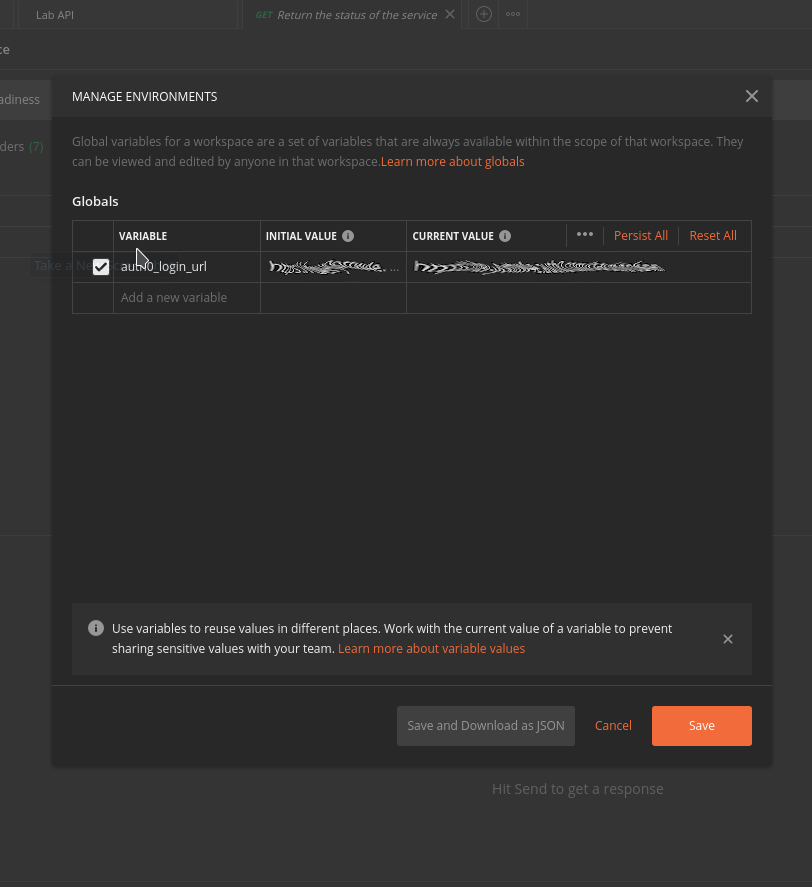 Lab API
GET Return the status of the service
ce
adiness
ders (7)
MANAGE ENVIRONMENTS
Global variables for a workspace are a set of variables that are always available within the scope of that workspace. They
can be viewed and edited by anyone in that workspace.Learn more about globals
Globals
VARIABLE INITIAL VALUE CURRENT VALUE Persist All Reset All
Take a
auth0_login_url ...
Add a new variable
Use variables to reuse values in different places. Work with the current value of a variable to prevent
sharing sensitive values with your team. Learn more about variable values
Save and Download as JSON Cancel Save
Hit Send to get a response